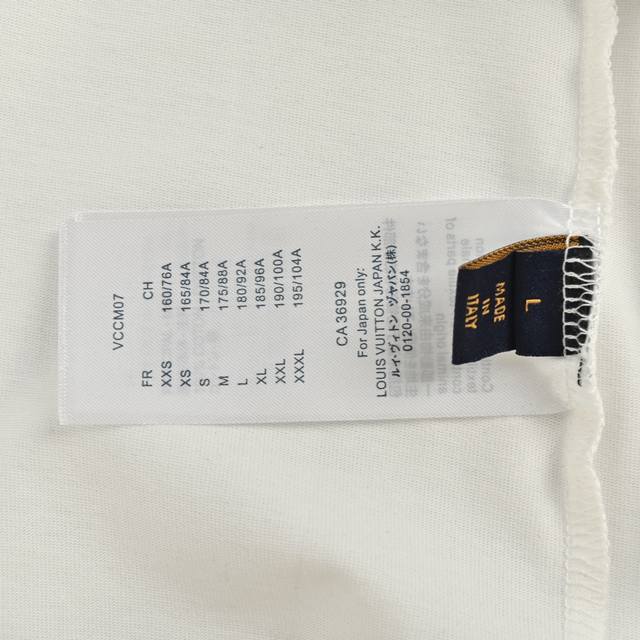 VCCM07
FR CH
XXS 160/76A
XS 165/84A
S 170/84A
M 175/88A
L 180/92A
XL 185/96A
XXL 190/100A
XXXL 195/104A
CA 36929
For Japan only:
LOUIS VUITTON JAPAN K.K.
ルイ・ヴィトン ジャパン(株)
0120-00-1854
MADE
IN
ITALY
L